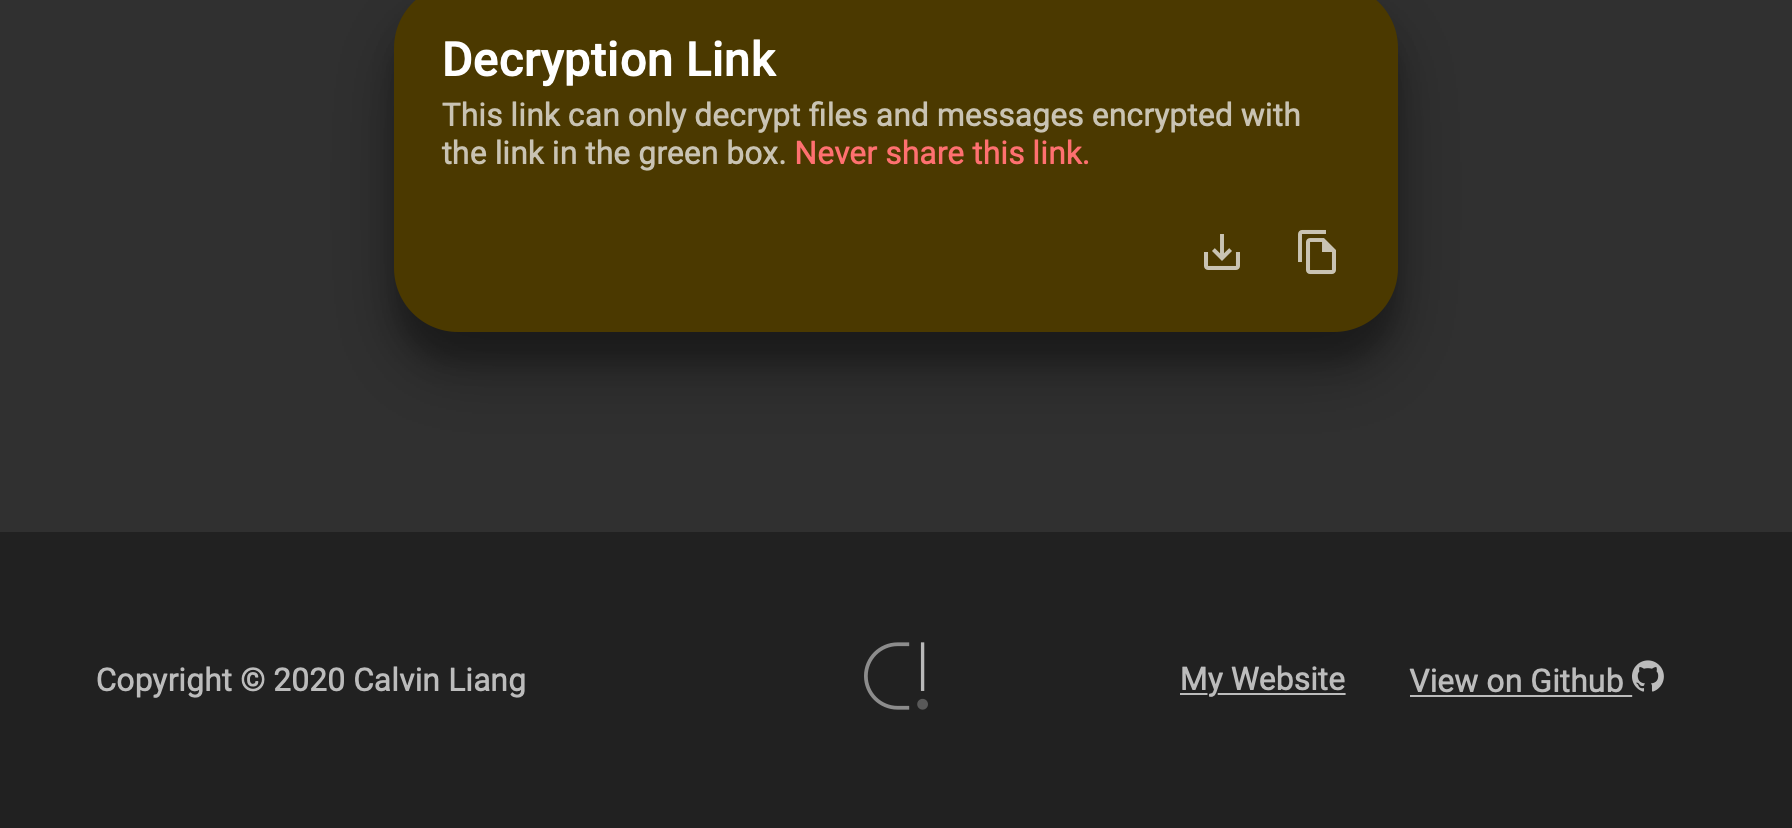 Decryption Link
This link can only decrypt files and messages encrypted with
the link in the green box. Never share this link.
Copyright © 2020 Calvin Liang
My Website
View on Github